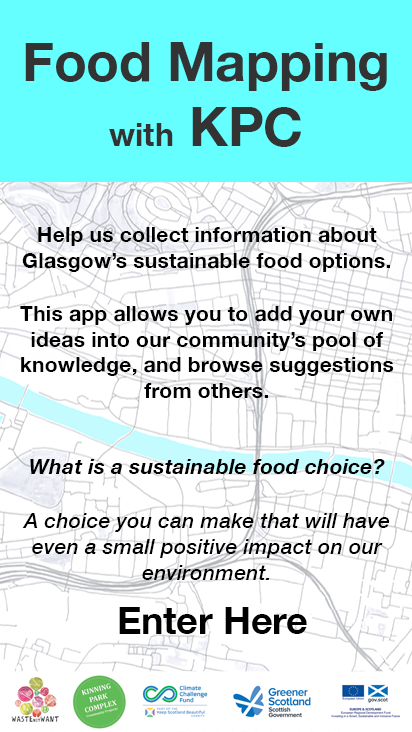 Food Mapping
with KPC
Help us collect information about
Glasgow’s sustainable food options.
This app allows you to add your own
ideas into our community’s pool of
knowledge, and browse suggestions
from others.
What is a sustainable food choice?
A choice you can make that will have
even a small positive impact on our
environment.
Enter Here
WASTE NOT WANT
KINNING
PARK
COMPLEX
Climate
Challenge
Fund
PART OF THE
Keep Scotland Beautiful
Greener
Scotland
Scottish
Government
gov.scot
EUROPE & SCOTLAND
European Regional Development Fund
Investing in a Smart, Sustainable and Inclusive Future